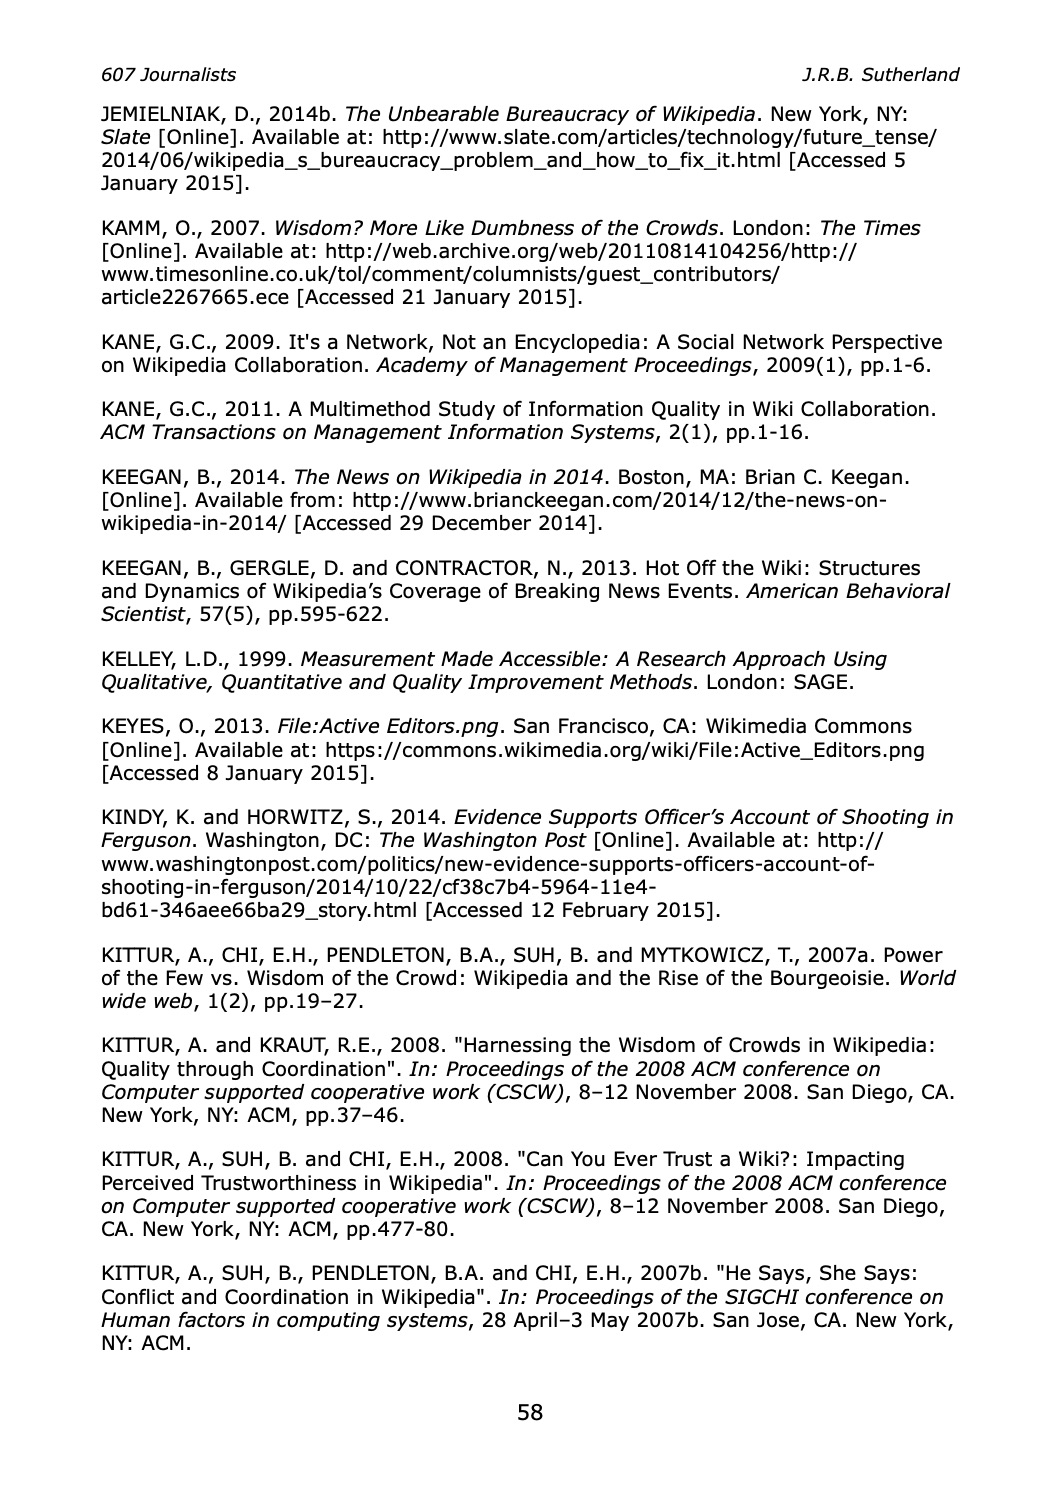 607 Journalists J.R.B. Sutherland
JEMIELNIAK, D., 2014b. The Unbearable Bureaucracy of Wikipedia. New York, NY:
Slate [Online]. Available at: http://www.slate.com/articles/technology/future_tense/
2014/06/wikipedia_s_bureaucracy_problem_and_how_to_fix_it.html [Accessed 5
January 2015].
KAMM, O., 2007. Wisdom? More Like Dumbness of the Crowds. London: The Times
[Online]. Available at: http://web.archive.org/web/20110814104256/http://
www.timesonline.co.uk/tol/comment/columnists/guest_contributors/
article2267665.ece [Accessed 21 January 2015].
KANE, G.C., 2009. It's a Network, Not an Encyclopedia: A Social Network Perspective
on Wikipedia Collaboration. Academy of Management Proceedings, 2009(1), pp.1-6.
KANE, G.C., 2011. A Multimethod Study of Information Quality in Wiki Collaboration.
ACM Transactions on Management Information Systems, 2(1), pp.1-16.
KEEGAN, B., 2014. The News on Wikipedia in 2014. Boston, MA: Brian C. Keegan.
[Online]. Available from: http://www.brianckeegan.com/2014/12/the-news-on-
wikipedia-in-2014/ [Accessed 29 December 2014].
KEEGAN, B., GERGLE, D. and CONTRACTOR, N., 2013. Hot Off the Wiki: Structures
and Dynamics of Wikipedia’s Coverage of Breaking News Events. American Behavioral
Scientist, 57(5), pp.595-622.
KELLEY, L.D., 1999. Measurement Made Accessible: A Research Approach Using
Qualitative, Quantitative and Quality Improvement Methods. London: SAGE.
KEYES, O., 2013. File:Active Editors.png. San Francisco, CA: Wikimedia Commons
[Online]. Available at: https://commons.wikimedia.org/wiki/File:Active_Editors.png
[Accessed 8 January 2015].
KINDY, K. and HORWITZ, S., 2014. Evidence Supports Officer’s Account of Shooting in
Ferguson. Washington, DC: The Washington Post [Online]. Available at: http://
www.washingtonpost.com/politics/new-evidence-supports-officers-account-of-
shooting-in-ferguson/2014/10/22/cf38c7b4-5964-11e4-
bd61-346aee66ba29_story.html [Accessed 12 February 2015].
KITTUR, A., CHI, E.H., PENDLETON, B.A., SUH, B. and MYTKOWICZ, T., 2007a. Power
of the Few vs. Wisdom of the Crowd: Wikipedia and the Rise of the Bourgeoisie. World
wide web, 1(2), pp.19–27.
KITTUR, A. and KRAUT, R.E., 2008. "Harnessing the Wisdom of Crowds in Wikipedia:
Quality through Coordination". In: Proceedings of the 2008 ACM conference on
Computer supported cooperative work (CSCW), 8–12 November 2008. San Diego, CA.
New York, NY: ACM, pp.37–46.
KITTUR, A., SUH, B. and CHI, E.H., 2008. "Can You Ever Trust a Wiki?: Impacting
Perceived Trustworthiness in Wikipedia". In: Proceedings of the 2008 ACM conference
on Computer supported cooperative work (CSCW), 8–12 November 2008. San Diego,
CA. New York, NY: ACM, pp.477-80.
KITTUR, A., SUH, B., PENDLETON, B.A. and CHI, E.H., 2007b. "He Says, She Says:
Conflict and Coordination in Wikipedia". In: Proceedings of the SIGCHI conference on
Human factors in computing systems, 28 April–3 May 2007b. San Jose, CA. New York,
NY: ACM.
58